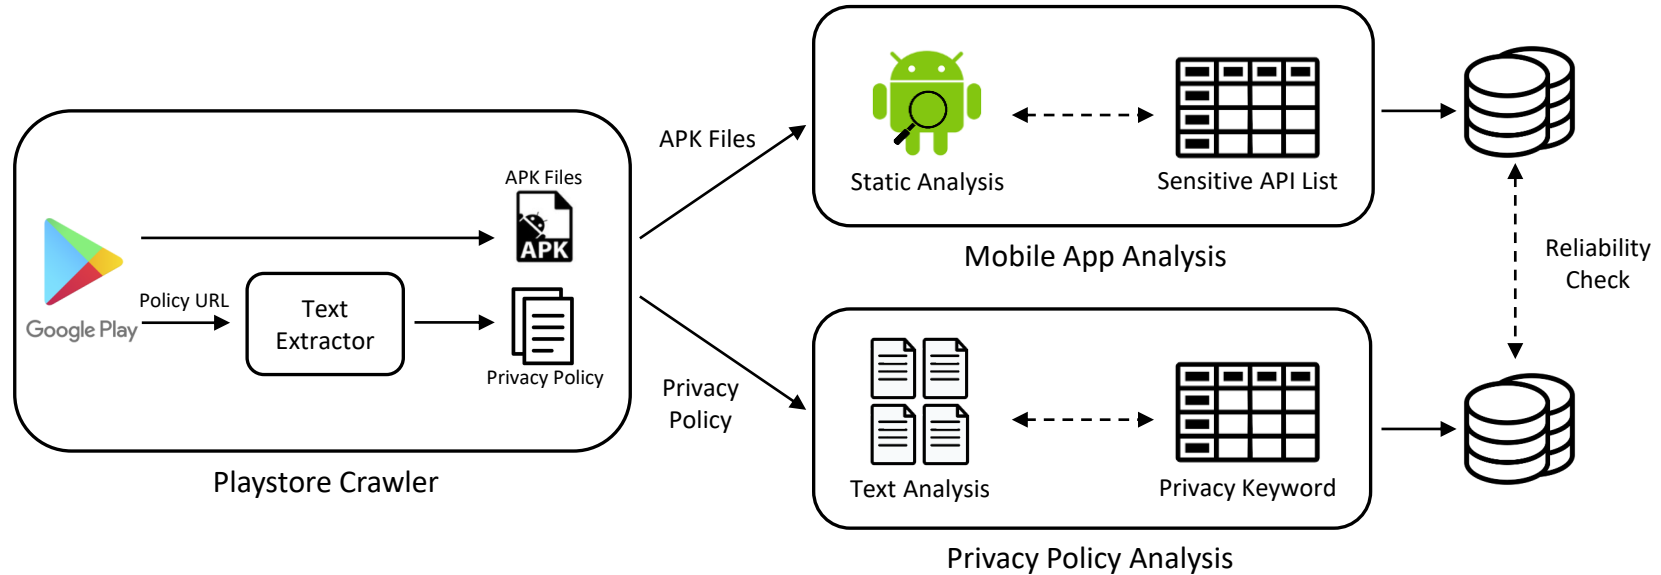 Google Play
Policy URL
Text
Extractor
APK Files
APK
Privacy Policy
Playstore Crawler
APK Files
Privacy
Policy
Static Analysis
Sensitive API List
Mobile App Analysis
Text Analysis
Privacy Keyword
Privacy Policy Analysis
Reliability
Check